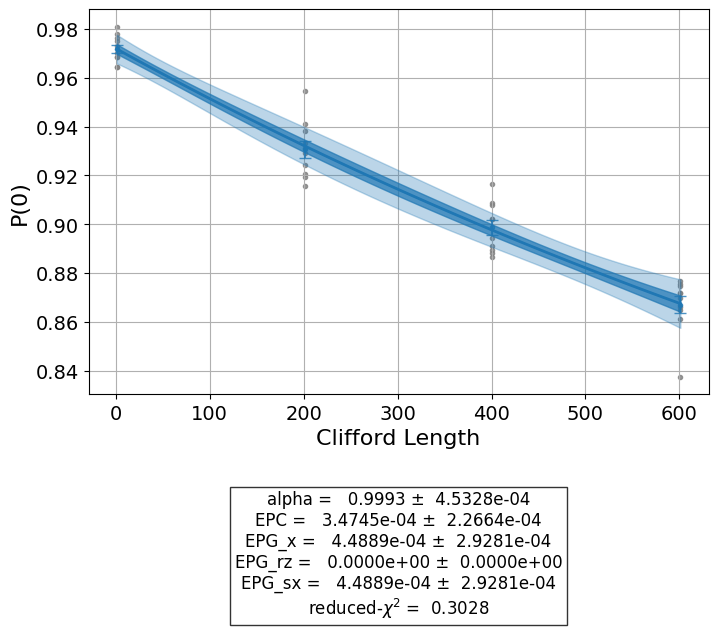 0.98
0.96
0.94
0.92
0.90
0.88
0.86
0.84
P(0)
0 100 200 300 400 500 600
Clifford Length
alpha = 0.9993 ± 4.5328e-04
EPC = 3.4745e-04 ± 2.2664e-04
EPG_x = 4.4889e-04 ± 2.9281e-04
EPG_rz = 0.0000e+00 ± 0.0000e+00
EPG_sx = 4.4889e-04 ± 2.9281e-04
reduced-χ² = 0.3028